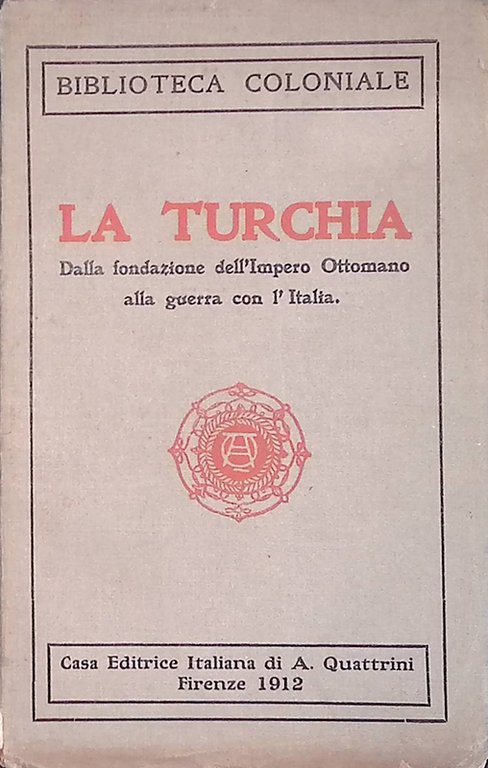 BIBLIOTECA COLONIALE
LA TURCHIA
Dalla fondazione dell'Impero Ottomano
alla guerra con l'Italia.
Casa Editrice Italiana di A. Quattrini
Firenze 1912